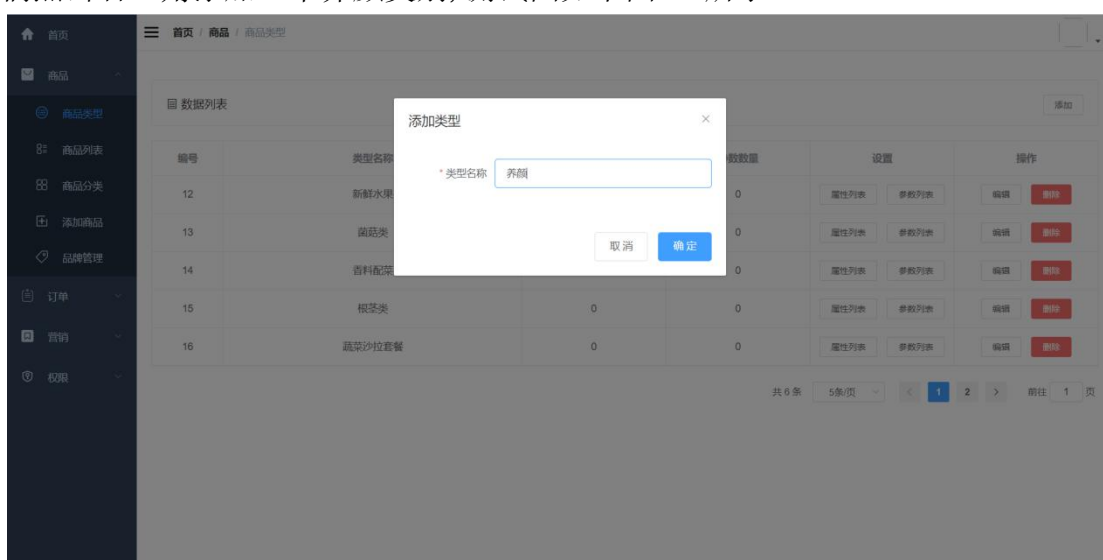 首页
首页 / 商品 / 商品类型
商品
商品类型
商品列表
商品分类
添加商品
品牌管理
订单
营销
权限
数据列表
添加
添加类型
×
* 类型名称 养颜
取消 确定
编号 类型名称 数数量 设置 操作
12 新鲜水果 0 属性列表 参数列表 编辑 删除
13 菌菇类 0 属性列表 参数列表 编辑 删除
14 香料配菜 0 属性列表 参数列表 编辑 删除
15 根茎类 0 0 属性列表 参数列表 编辑 删除
16 蔬菜沙拉套餐 0 0 属性列表 参数列表 编辑 删除
共 6 条 5条/页 < 1 2 > 前往 1 页